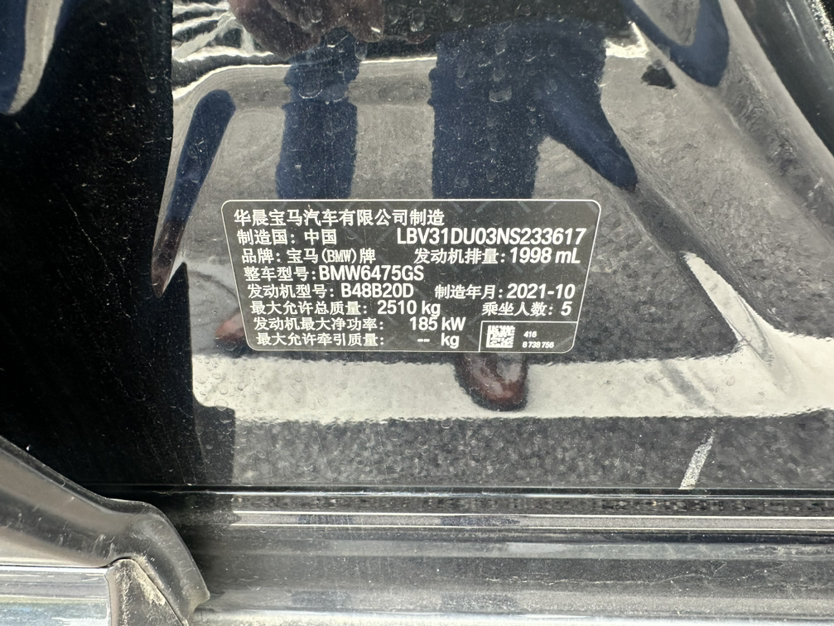 华晨宝马汽车有限公司制造
制造国: 中国 LBV31DU03NS233617
品牌: 宝马(BMW)牌 发动机排量: 1998 mL
整车型号: BMW6475GS
发动机型号: B48B20D 制造年月: 2021-10
最大允许总质量: 2510 kg 乘坐人数: 5
发动机最大净功率: 185 kW
最大允许牵引质量: -- kg
416
8 738 756